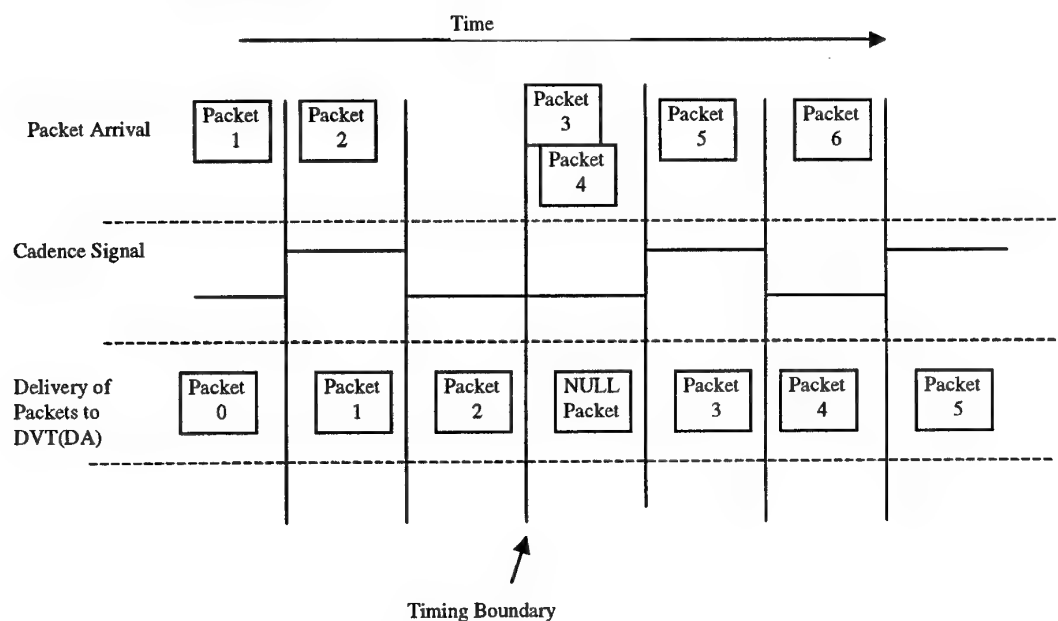 Time
Packet Arrival
Packet
1
Packet
2
Packet
3
Packet
4
Packet
5
Packet
6
Cadence Signal
Delivery of
Packets to
DVT(DA)
Packet
0
Packet
1
Packet
2
NULL
Packet
Packet
3
Packet
4
Packet
5
Timing Boundary